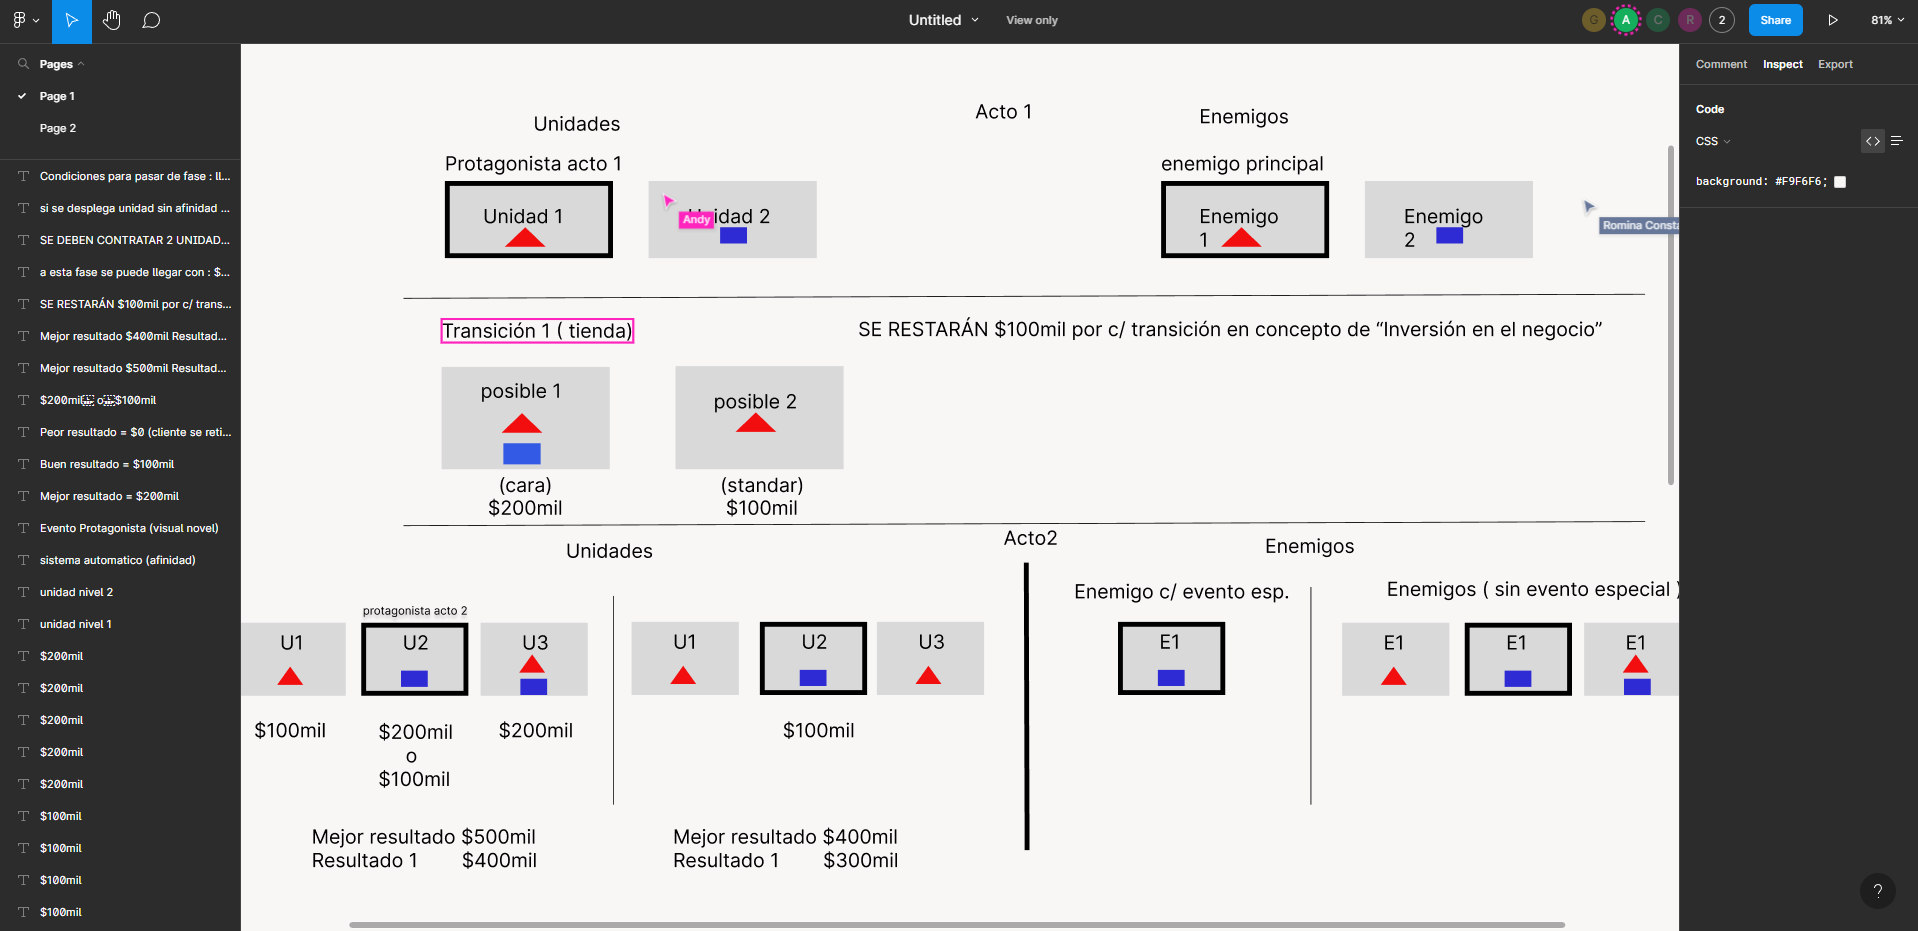 Untitled
View only
G
A
C
R
2
Share
81%
Pages
Page 1
Page 2
Condiciones para pasar de fase : ll...
si se desplega unidad sin afinidad ...
SE DEBEN CONTRATAR 2 UNIDAD...
a esta fase se puede llegar con : $...
SE RESTARÁN $100mil por c/ trans...
Mejor resultado $400mil Resultad...
Mejor resultado $500mil Resultad...
$200mil o $100mil
Peor resultado = $0 (cliente se reti...
Buen resultado = $100mil
Mejor resultado = $200mil
Evento Protagonista (visual novel)
sistema automatico (afinidad)
unidad nivel 2
unidad nivel 1
$200mil
$200mil
$200mil
$200mil
$200mil
$100mil
$100mil
$100mil
$100mil
Acto 1
Unidades
Enemigos
Protagonista acto 1
enemigo principal
Unidad 1
Unidad 2
Andy
Enemigo
1
Enemigo
2
Romina Consta
Transición 1 ( tienda)
SE RESTARÁN $100mil por c/ transición en concepto de “Inversión en el negocio”
posible 1
posible 2
(cara)
$200mil
(standar)
$100mil
Acto2
Unidades
Enemigos
Enemigo c/ evento esp.
Enemigos ( sin evento especial )
protagonista acto 2
U1
U2
U3
U1
U2
U3
E1
E1
E1
E1
$100mil
$200mil
o
$100mil
$200mil
$100mil
Mejor resultado $500mil
Resultado 1 $400mil
Mejor resultado $400mil
Resultado 1 $300mil
Comment
Inspect
Export
Code
CSS
background: #F9F6F6;
?